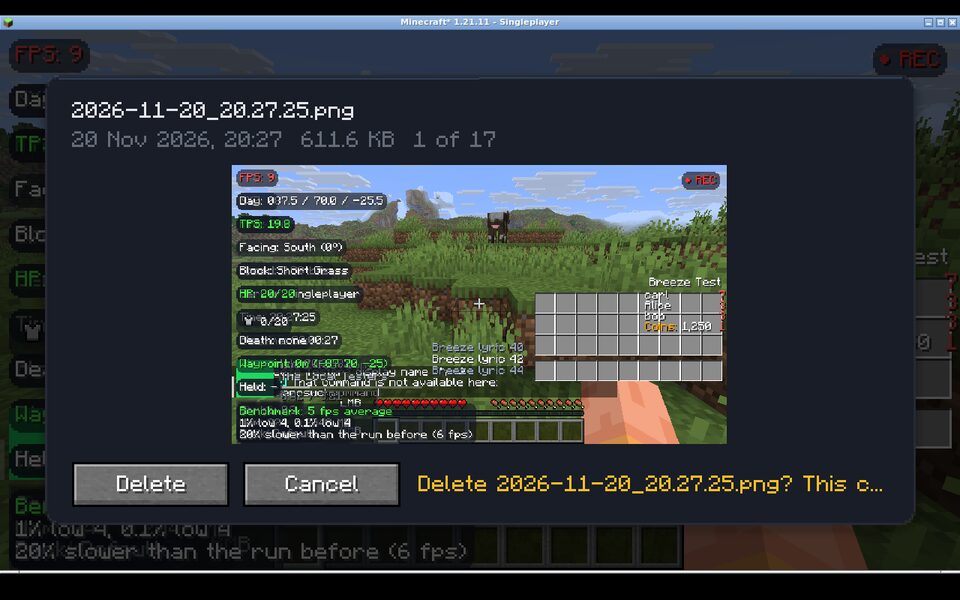 Minecraft* 1.21.11 - Singleplayer
FPS: 9
REC
2026-11-20_20.27.25.png
20 Nov 2026, 20:27 611.6 KB 1 of 17
FPS: 9
REC
Day: 037.5 / 70.0 / -25.5
TPS: 19.8
Facing: South (0°)
Block: Short Grass
HP: 20/20
ngleplayer
7:25
0/20
Death: none
00:27
Breeze Test
carl
Alice
bob
Coins: 1,250
Breeze lyric 40
Breeze lyric 42
Breeze lyric 44
Waypoint: 0m (-87 70 -25)
That command is not available here:
Held: -
LMB
Benchmark: 5 fps average
1% low 4, 0.1% low 4
20% slower than the run before (6 fps)
Delete
Cancel
Delete 2026-11-20_20.27.25.png? This c...
1% low 4, 0.1% low 4
20% slower than the run before (6 fps)